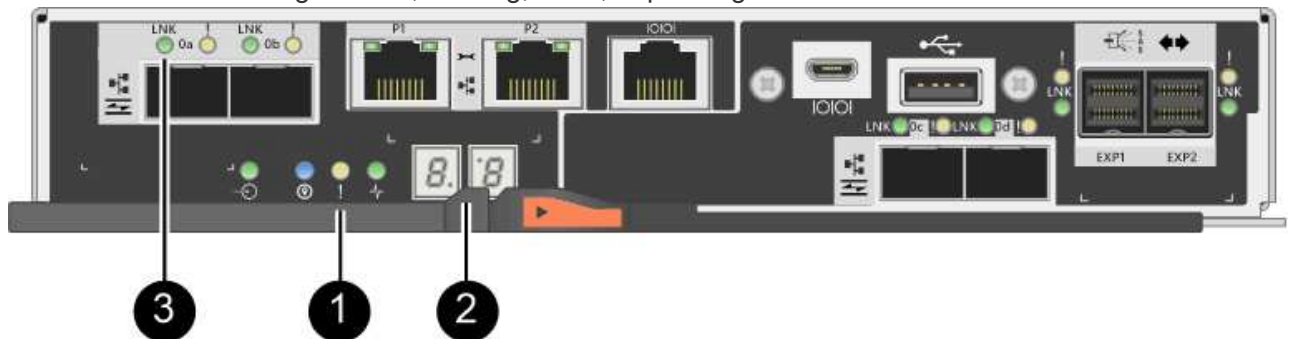 LNK 0a ! LNK 0b !
P1
P2
IOIOI
IOIOI
LNK 0c ! LNK 0d !
SAS
! LNK
! LNK
EXP1 EXP2
!
8. 8
3 1 2